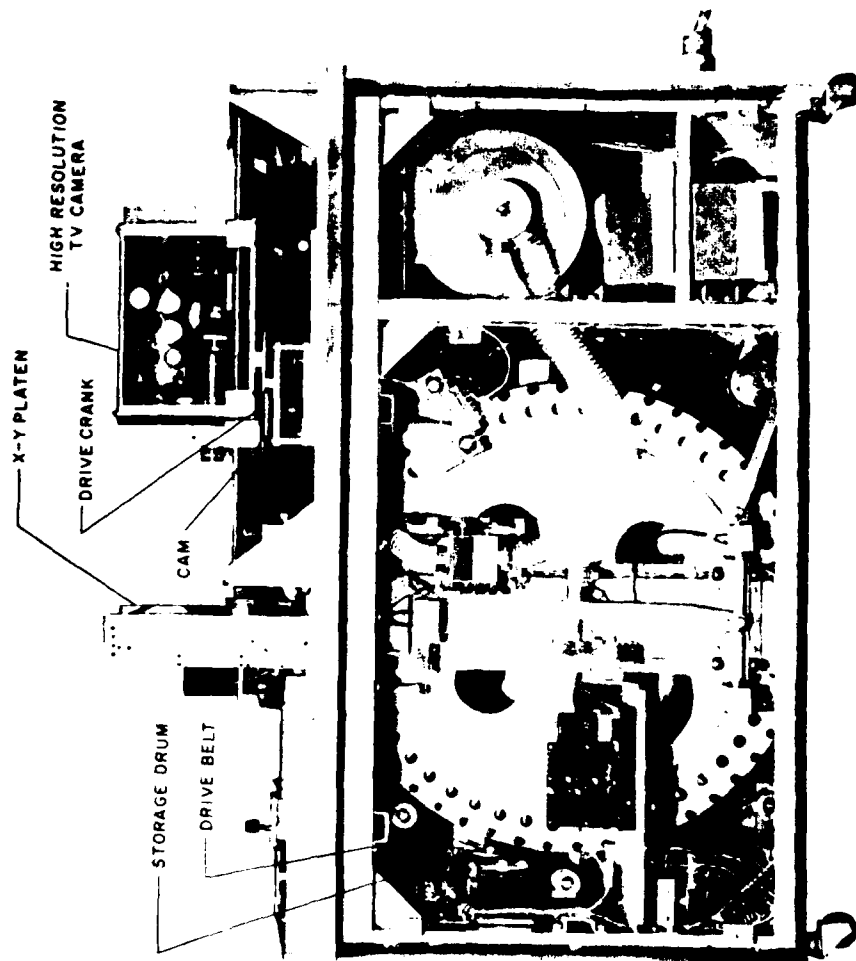 HIGH RESOLUTION
TV CAMERA
X-Y PLATEN
DRIVE CRANK
CAM
STORAGE DRUM
DRIVE BELT